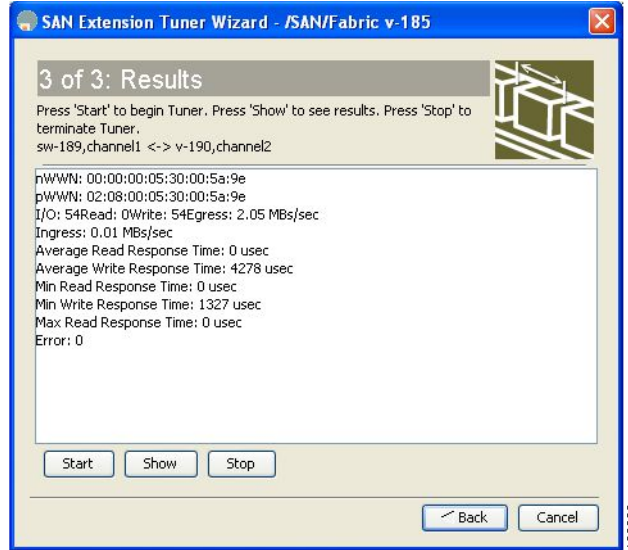 SAN Extension Tuner Wizard - /SAN/Fabric v-185
3 of 3: Results
Press 'Start' to begin Tuner. Press 'Show' to see results. Press 'Stop' to
terminate Tuner.
sw-189,channel1 <-> v-190,channel2
nWWN: 00:00:00:05:30:00:5a:9e
pWWN: 02:08:00:05:30:00:5a:9e
I/O: 54Read: 0Write: 54Egress: 2.05 MBs/sec
Ingress: 0.01 MBs/sec
Average Read Response Time: 0 usec
Average Write Response Time: 4278 usec
Min Read Response Time: 0 usec
Min Write Response Time: 1327 usec
Max Read Response Time: 0 usec
Error: 0
Start Show Stop
Back Cancel